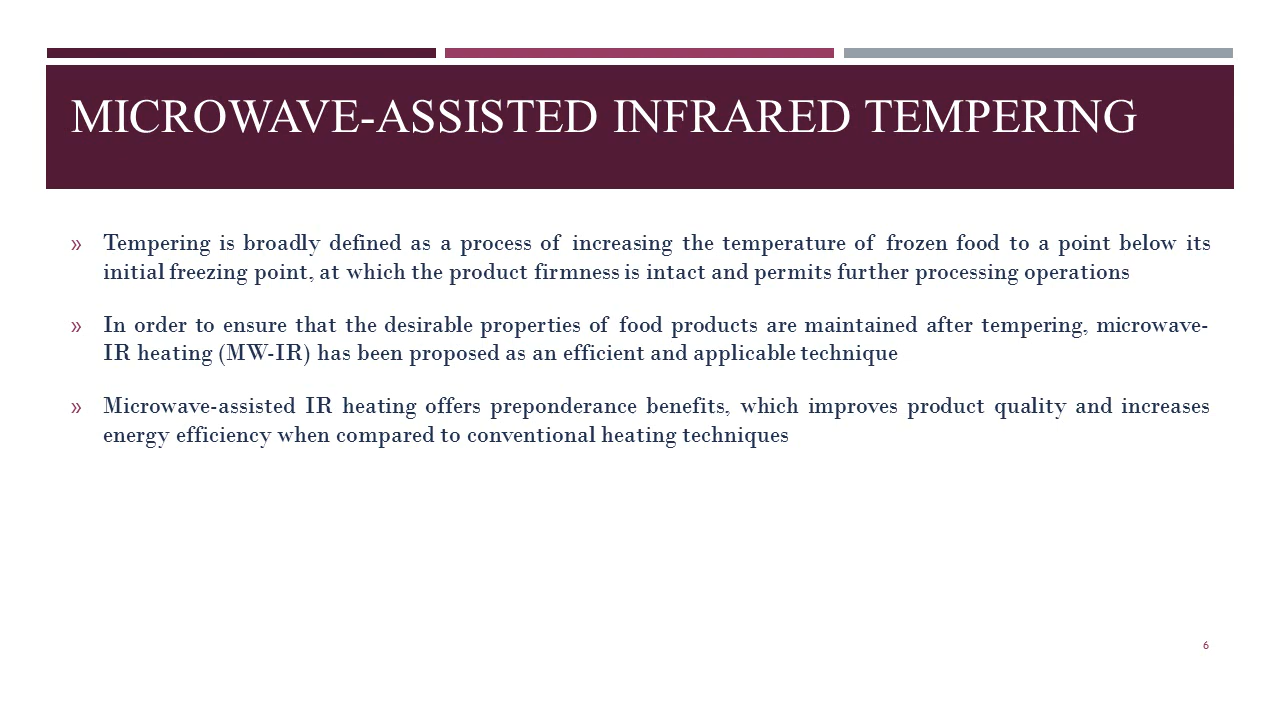 MICROWAVE-ASSISTED INFRARED TEMPERING
» Tempering is broadly defined as a process of increasing the temperature of frozen food to a point below its
initial freezing point, at which the product firmness is intact and permits further processing operations
» In order to ensure that the desirable properties of food products are maintained after tempering, microwave-
IR heating (MW-IR) has been proposed as an efficient and applicable technique
» Microwave-assisted IR heating offers preponderance benefits, which improves product quality and increases
energy efficiency when compared to conventional heating techniques
6